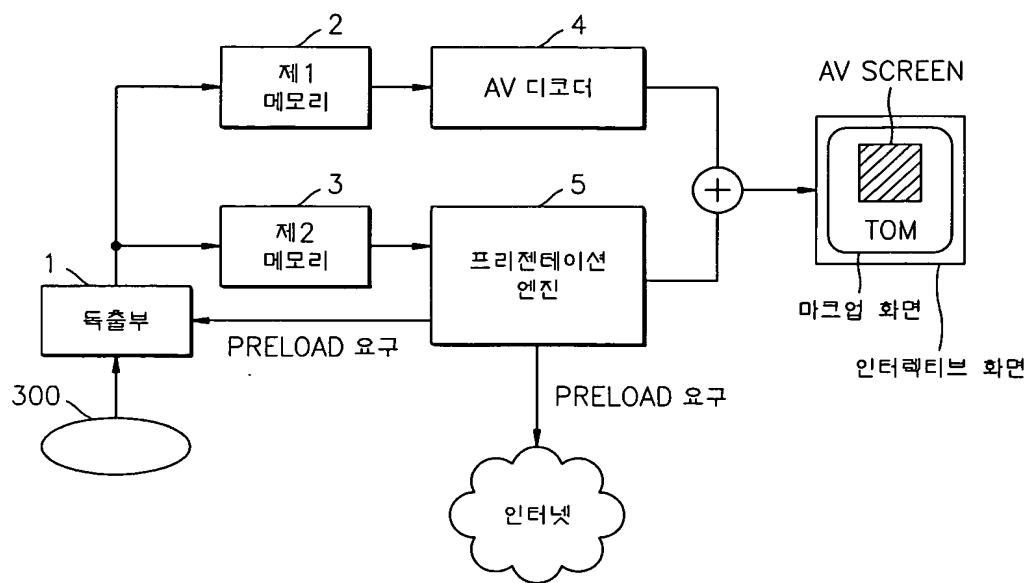 2
제1
메모리
4
AV 디코더
AV SCREEN
TOM
마크업 화면
인터렉티브 화면
3
제2
메모리
5
프리젠테이션
엔진
1
독출부
PRELOAD 요구
300
PRELOAD 요구
인터넷